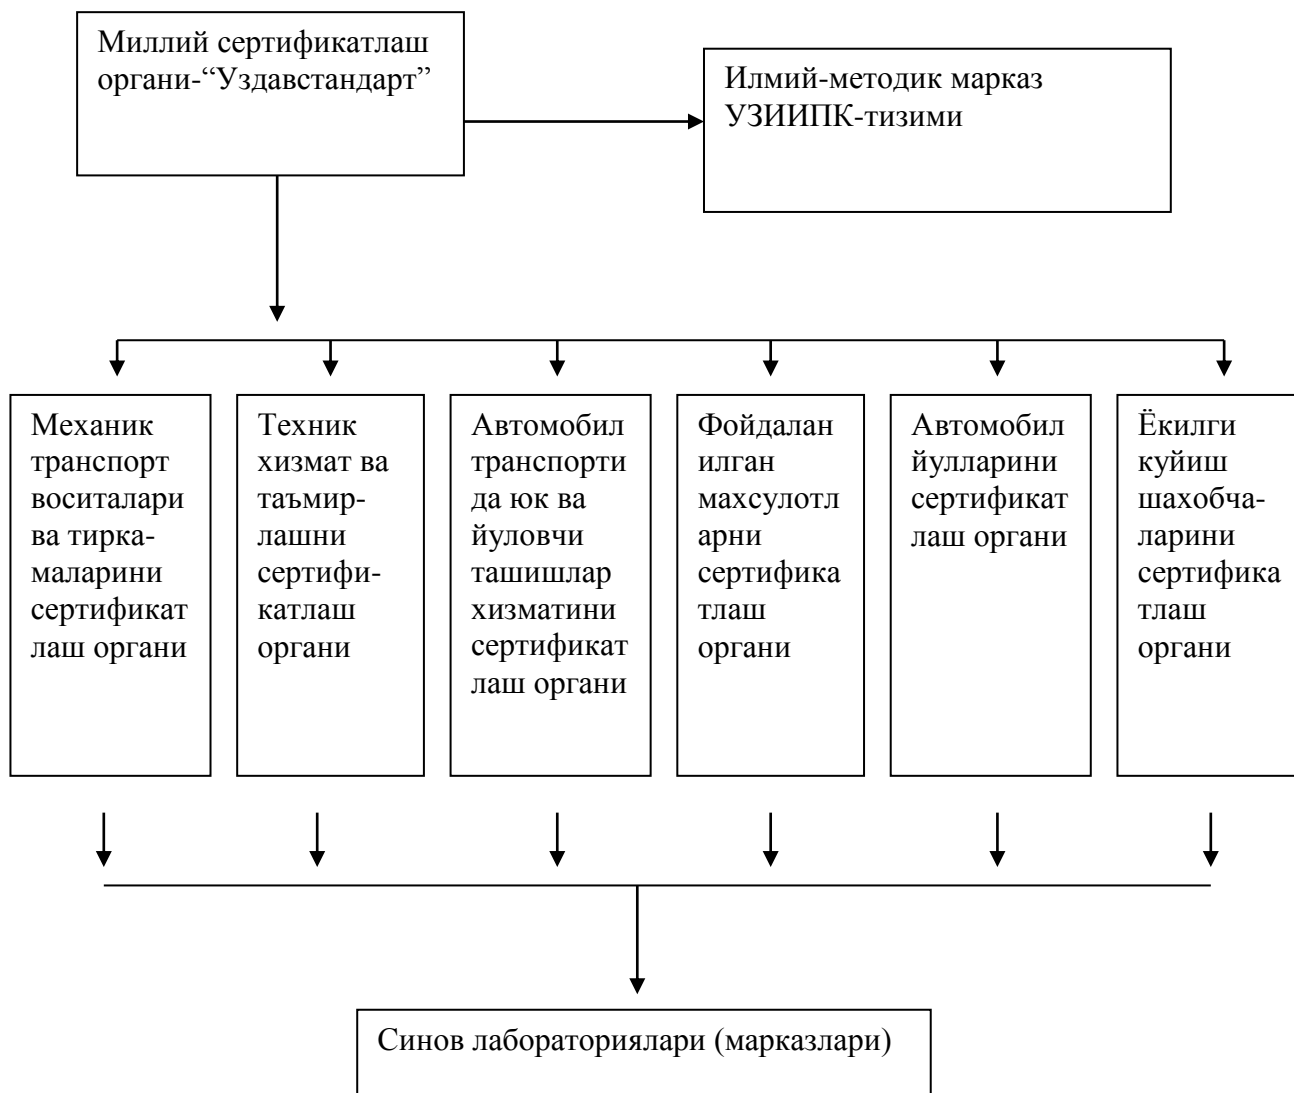 Миллий сертификатлаш
органи-“Уздавстандарт”
Илмий-методик марказ
УЗИИПК-тизими
Механик
транспорт
воситалари
ва тирка-
маларини
сертификат
лаш органи
Техник
хизмат ва
таъмир-
лашни
сертифи-
катлаш
органи
Автомобил
транспорти
да юк ва
йуловчи
ташишлар
хизматини
сертификат
лаш органи
Фойдалан
илган
махсулотл
арни
сертифика
тлаш
органи
Автомобил
йулларини
сертификат
лаш органи
Ёкилги
куйиш
шахобча-
ларини
сертифика
тлаш
органи
Синов лабораториялари (марказлари)